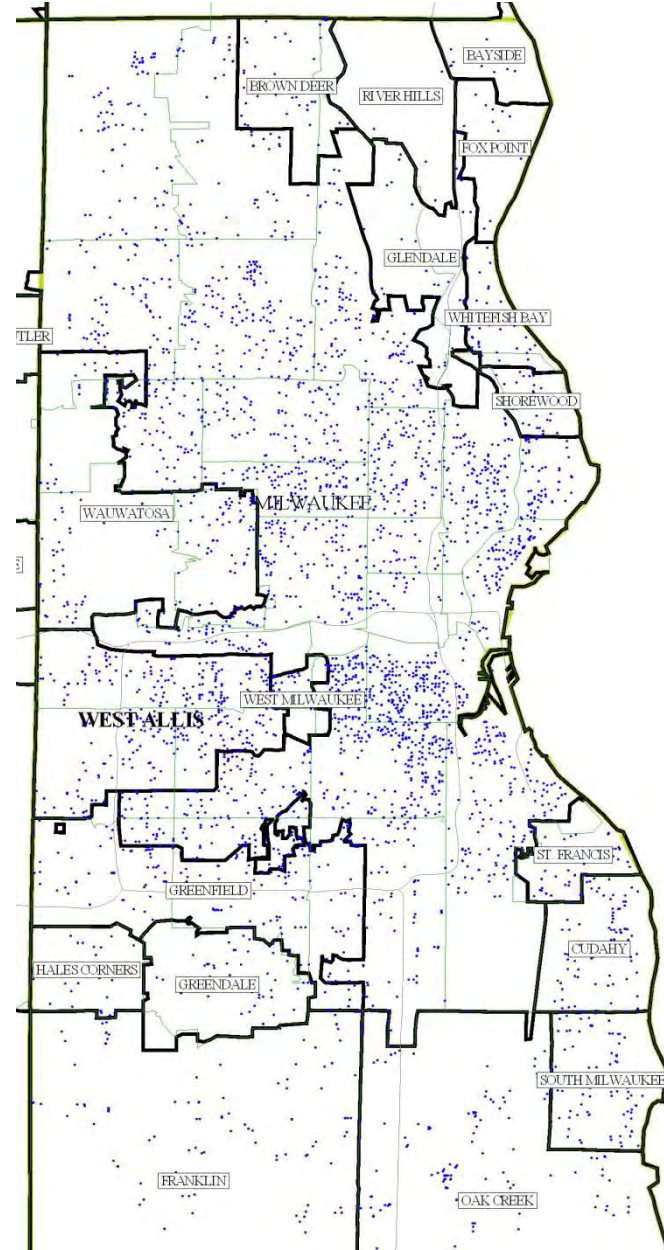 BAYSIDE
BROWN DEER
RIVER HILLS
FOX POINT
GLENDALE
WHITEFISH BAY
TLER
SHOREWOOD
MILWAUKEE
WAUWATOSA
E
WEST MILWAUKEE
WEST ALLIS
ST. FRANCIS
GREENFIELD
CUDAHY
HALES CORNERS
GREENDALE
SOUTH MILWAUKEE
FRANKLIN
OAK CREEK